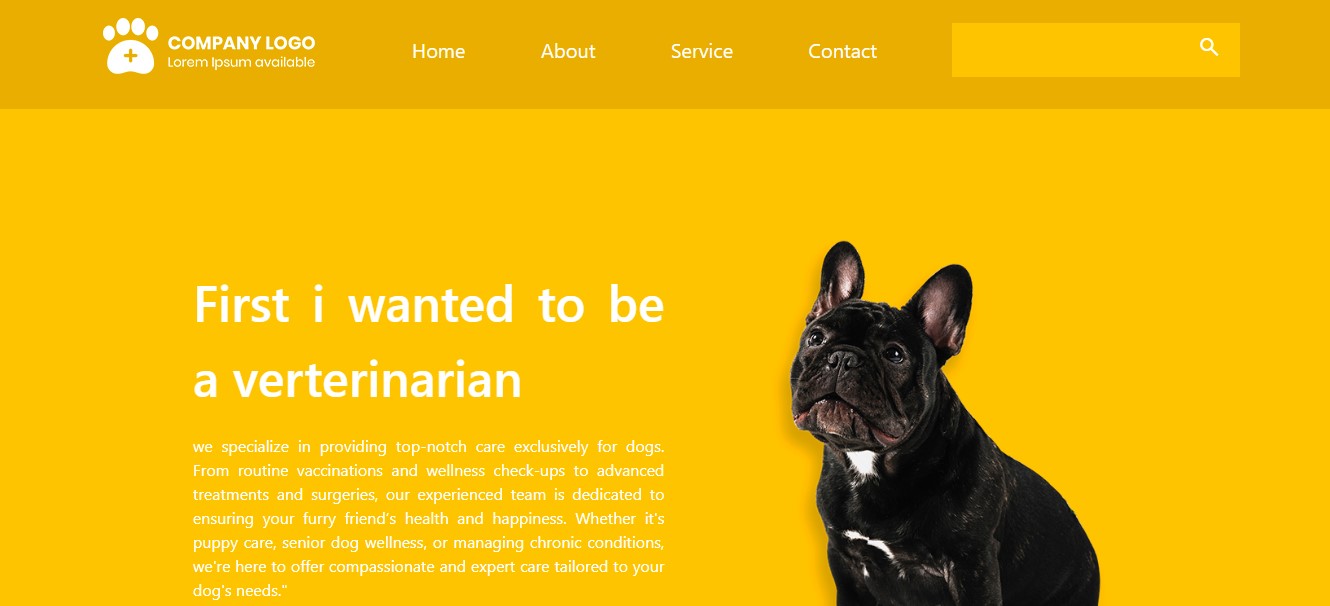 COMPANY LOGO
Lorem Ipsum available
Home About Service Contact
First i wanted to be
a verterinarian
we specialize in providing top-notch care exclusively for dogs.
From routine vaccinations and wellness check-ups to advanced
treatments and surgeries, our experienced team is dedicated to
ensuring your furry friend's health and happiness. Whether it's
puppy care, senior dog wellness, or managing chronic conditions,
we're here to offer compassionate and expert care tailored to your
dog's needs."